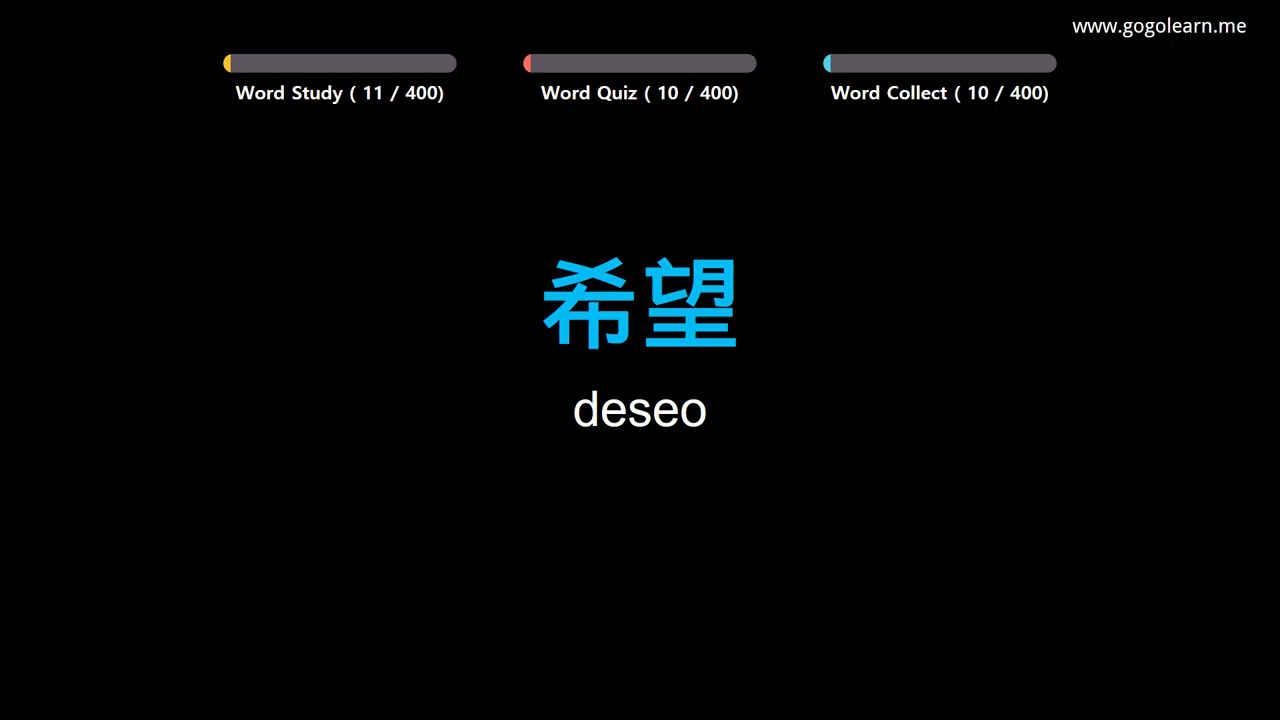 www.gogolearn.me
Word Study ( 11 / 400)
Word Quiz ( 10 / 400)
Word Collect ( 10 / 400)
希望
deseo